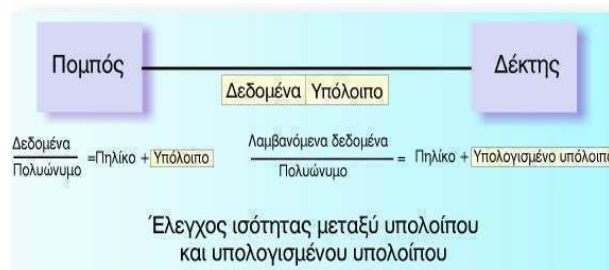 Πομπός
Δέκτης
Δεδομένα Υπόλοιπο
Δεδομένα
Πολυώνυμο
=Πηλίκο + Υπόλοιπο
Λαμβανόμενα δεδομένα
Πολυώνυμο
= Πηλίκο + Υπολογισμένο υπόλοιπο
Έλεγχος ισότητας μεταξύ υπολοίπου
και υπολογισμένου υπολοίπου